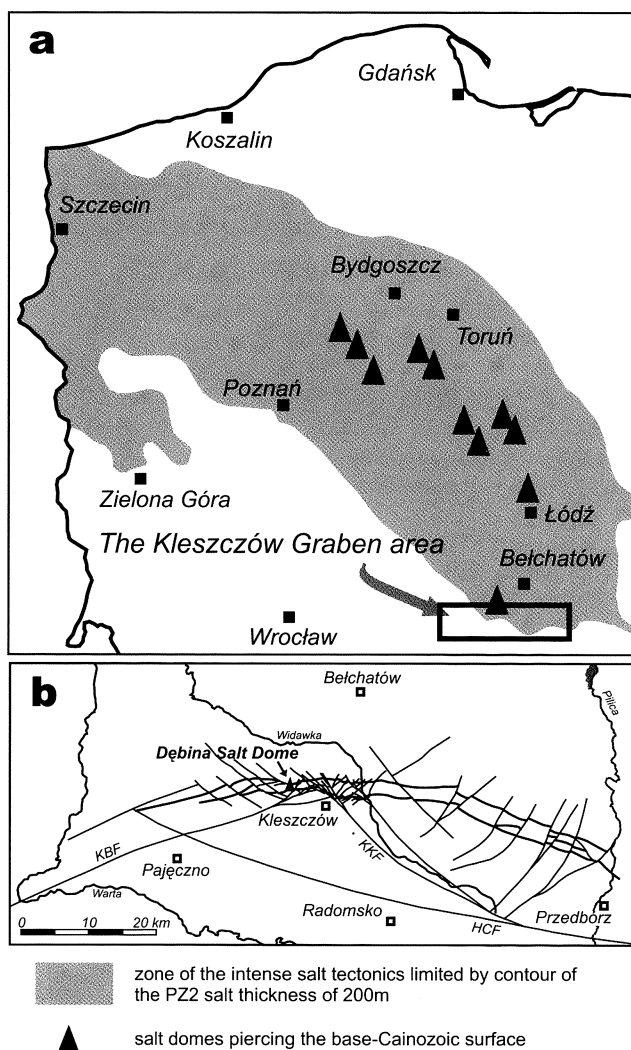 a
Gdańsk
Koszalin
Szczecin
Bydgoszcz
Toruń
Poznań
Zielona Góra
Łódź
The Kleszczów Graben area
Bełchatów
Wrocław
b
Bełchatów
Pilica
Widawka
Dębina Salt Dome
Kleszczów
KBF
KKF
Pajęczno
Warta
Radomsko
Przedbórz
HCF
0 10 20 km
zone of the intense salt tectonics limited by contour of
the PZ2 salt thickness of 200m
salt domes piercing the base-Cainozoic surface